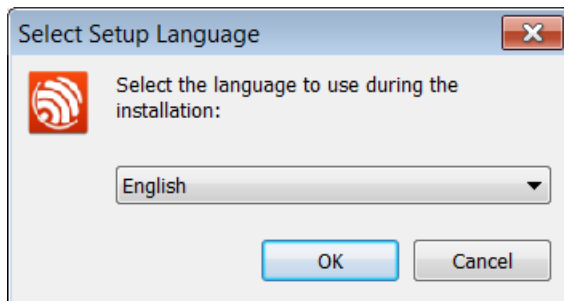 Select Setup Language
Select the language to use during the
installation:
English
OK
Cancel